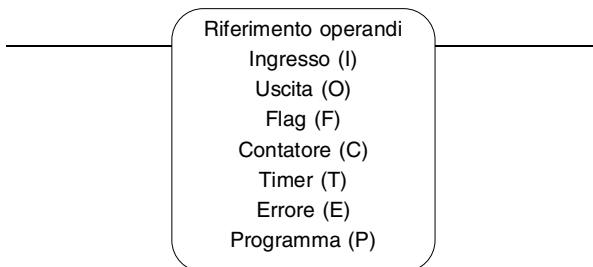 Riferimento operandi
Ingresso (I)
Uscita (O)
Flag (F)
Contatore (C)
Timer (T)
Errore (E)
Programma (P)